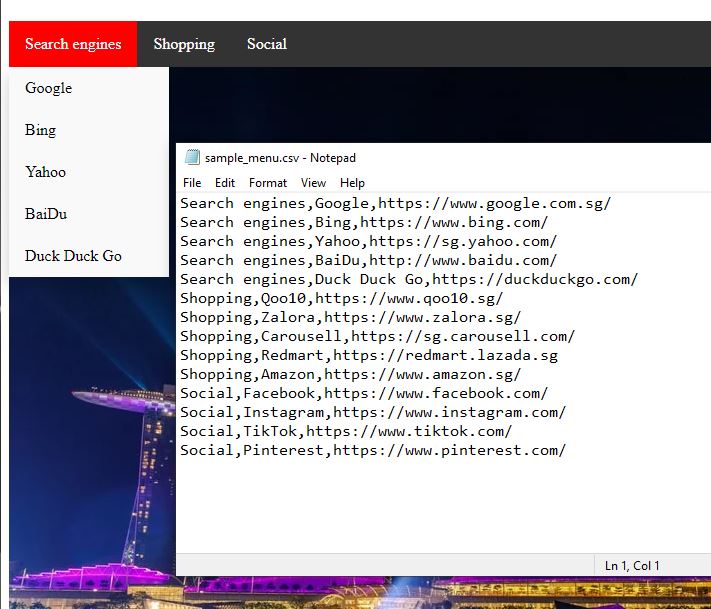 Search engines Shopping Social
Google
Bing
Yahoo
BaiDu
Duck Duck Go
sample_menu.csv - Notepad
File Edit Format View Help
Search engines,Google,https://www.google.com.sg/
Search engines,Bing,https://www.bing.com/
Search engines,Yahoo,https://sg.yahoo.com/
Search engines,BaiDu,http://www.baidu.com/
Search engines,Duck Duck Go,https://duckduckgo.com/
Shopping,Qoo10,https://www.qoo10.sg/
Shopping,Zalora,https://www.zalora.sg/
Shopping,Carousell,https://sg.carousell.com/
Shopping,Redmart,https://redmart.lazada.sg
Shopping,Amazon,https://www.amazon.sg/
Social,Facebook,https://www.facebook.com/
Social,Instagram,https://www.instagram.com/
Social,TikTok,https://www.tiktok.com/
Social,Pinterest,https://www.pinterest.com/
Ln 1, Col 1